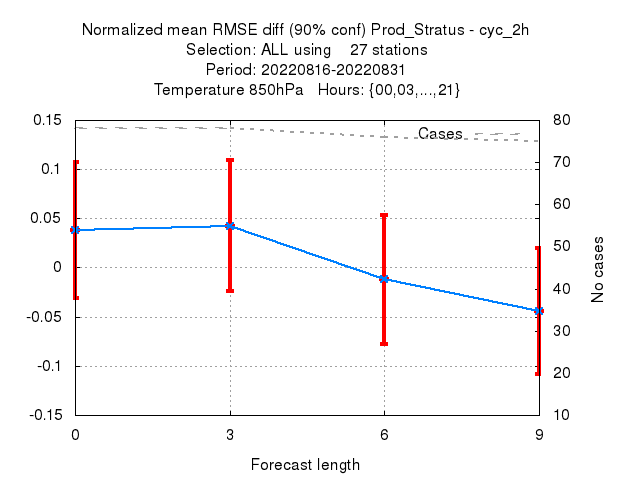 Normalized mean RMSE diff (90% conf) Prod_Stratus - cyc_2h
Selection: ALL using    27 stations
Period: 20220816-20220831
Temperature 850hPa   Hours: {00,03,...,21}
0.15
0.1
0.05
0
-0.05
-0.1
-0.15
Cases
80
70
60
50
40
30
20
10
No cases
0 3 6 9
Forecast length